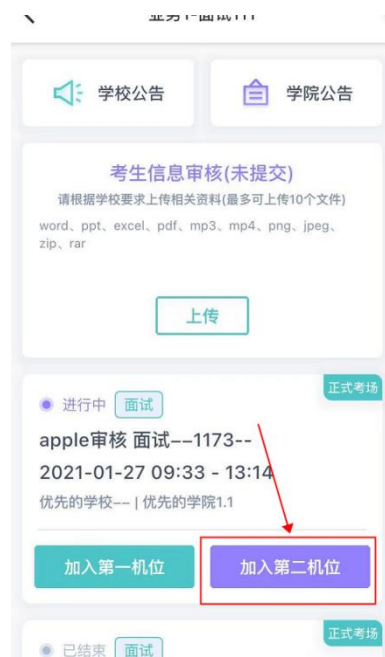 学校公告
学院公告
考生信息审核(未提交)
请根据学校要求上传相关资料(最多可上传10个文件)
word、ppt、excel、pdf、mp3、mp4、png、jpeg、
zip、rar
上传
正式考场
进行中 面试
apple审核 面试--1173--
2021-01-27 09:33 - 13:14
优先的学校-- | 优先的学院1.1
加入第一机位
加入第二机位
正式考场
已结束 面试